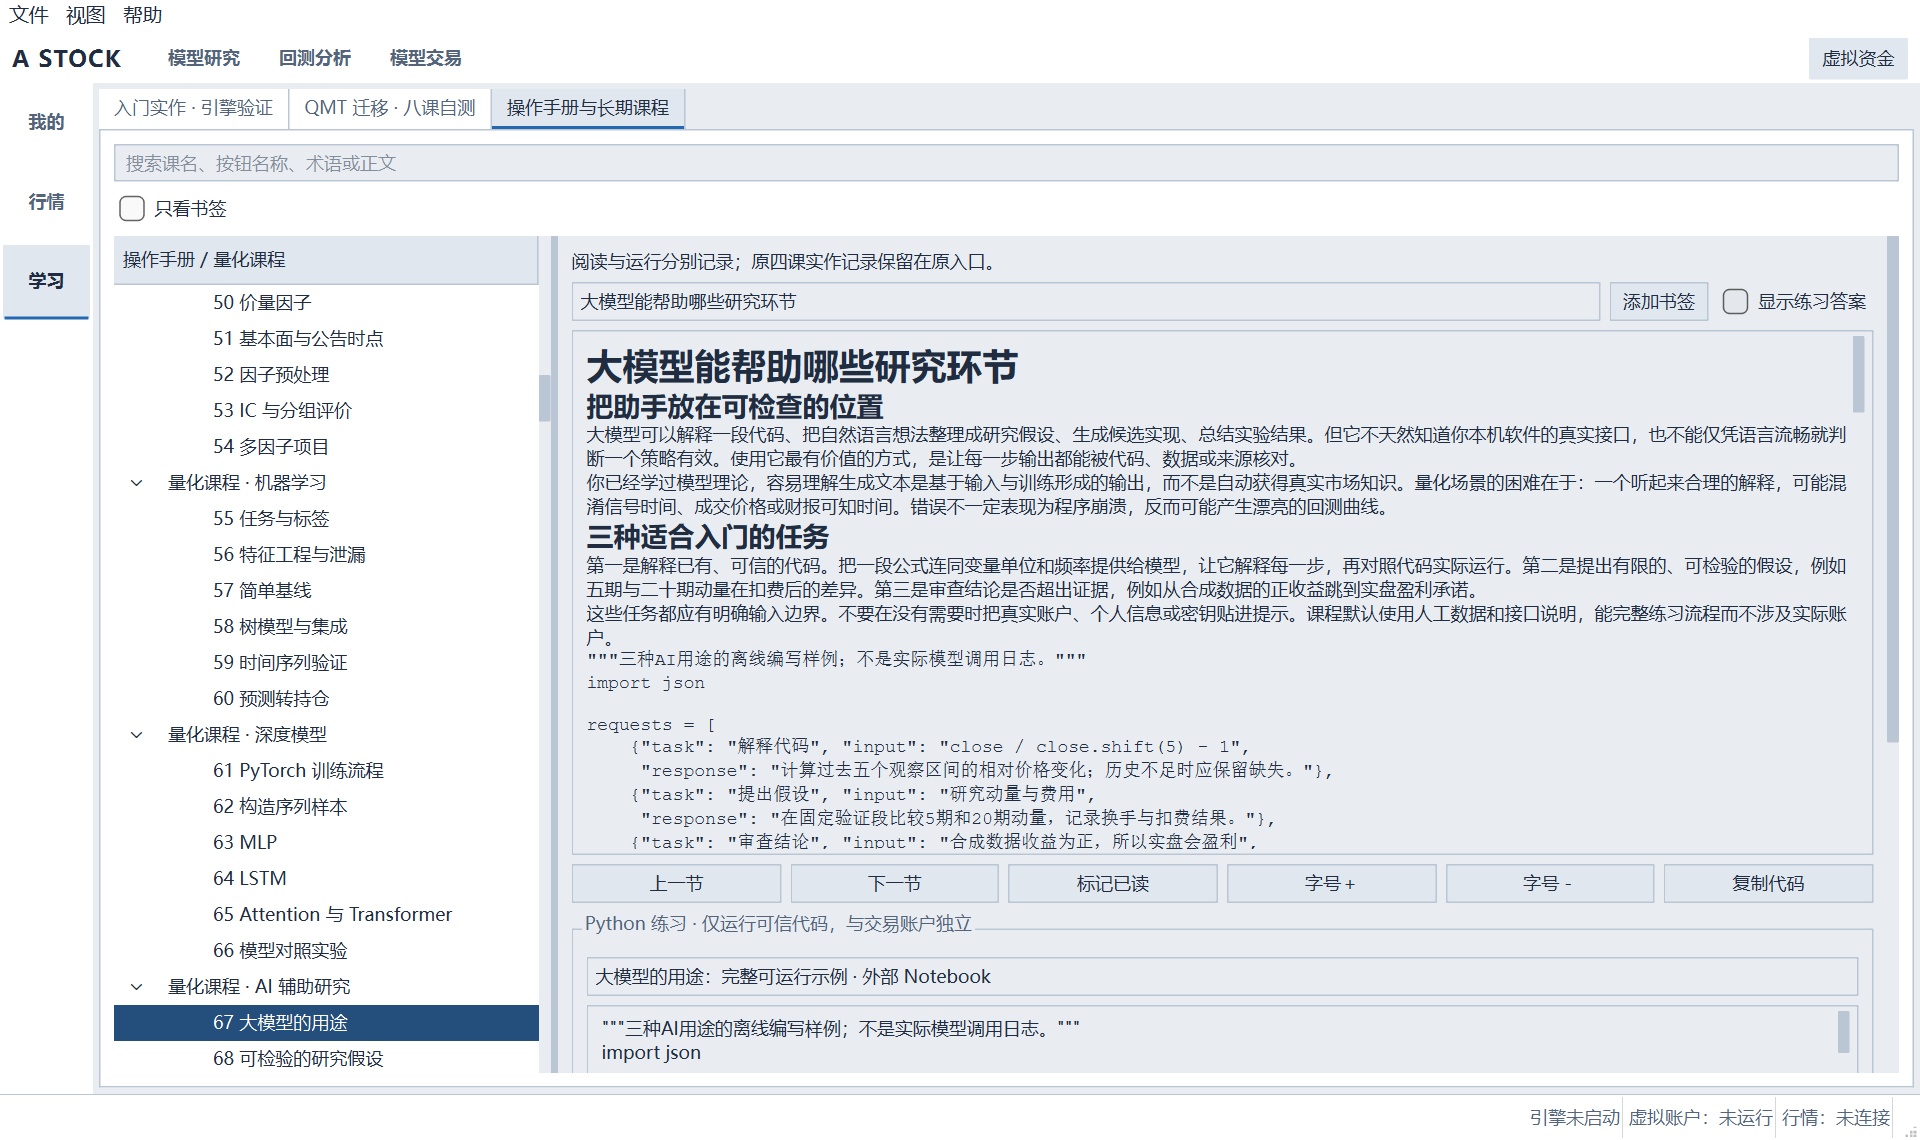 文件 视图 帮助
A STOCK 模型研究 回测分析 模型交易 虚拟资金
我的
行情
学习
入门实作 · 引擎验证 QMT 迁移 · 八课自测 操作手册与长期课程
搜索课名、按钮名称、术语或正文
只看书签
操作手册 / 量化课程
50 价量因子
51 基本面与公告时点
52 因子预处理
53 IC 与分组评价
54 多因子项目
量化课程 · 机器学习
55 任务与标签
56 特征工程与泄漏
57 简单基线
58 树模型与集成
59 时间序列验证
60 预测转持仓
量化课程 · 深度模型
61 PyTorch 训练流程
62 构造序列样本
63 MLP
64 LSTM
65 Attention 与 Transformer
66 模型对照实验
量化课程 · AI 辅助研究
67 大模型的用途
68 可检验的研究假设
阅读与运行分别记录；原四课实作记录保留在原入口。
大模型能帮助哪些研究环节 添加书签 显示练习答案
大模型能帮助哪些研究环节
把助手放在可检查的位置
大模型可以解释一段代码、把自然语言想法整理成研究假设、生成候选实现、总结实验结果。但它不天然知道你本机软件的真实接口，也不能仅凭语言流畅就判
断一个策略有效。使用它最有价值的方式，是让每一步输出都能被代码、数据或来源核对。
你已经学过模型理论，容易理解生成文本是基于输入与训练形成的输出，而不是自动获得真实市场知识。量化场景的困难在于：一个听起来合理的解释，可能混
淆信号时间、成交价格或财报可知时间。错误不一定表现为程序崩溃，反而可能产生漂亮的回测曲线。
三种适合入门的任务
第一是解释已有、可信的代码。把一段公式连同变量单位和频率提供给模型，让它解释每一步，再对照代码实际运行。第二是提出有限的、可检验的假设，例如
五期与二十期动量在扣费后的差异。第三是审查结论是否超出证据，例如从合成数据的正收益跳到实盘盈利承诺。
这些任务都应有明确输入边界。不要在没有需要时把真实账户、个人信息或密钥贴进提示。课程默认使用人工数据和接口说明，能完整练习流程而不涉及实际账
户。
"""三种AI用途的离线编写样例；不是实际模型调用日志。"""
import json
requests = [
{"task": "解释代码", "input": "close / close.shift(5) - 1",
"response": "计算过去五个观察区间的相对价格变化；历史不足时应保留缺失。"},
{"task": "提出假设", "input": "研究动量与费用",
"response": "在固定验证段比较5期和20期动量，记录换手与扣费结果。"},
{"task": "审查结论", "input": "合成数据收益为正，所以实盘会盈利",
上一节 下一节 标记已读 字号 + 字号 - 复制代码
Python 练习 · 仅运行可信代码，与交易账户独立
大模型的用途：完整可运行示例 · 外部 Notebook
"""三种AI用途的离线编写样例；不是实际模型调用日志。"""
import json
引擎未启动 虚拟账户：未运行 行情：未连接